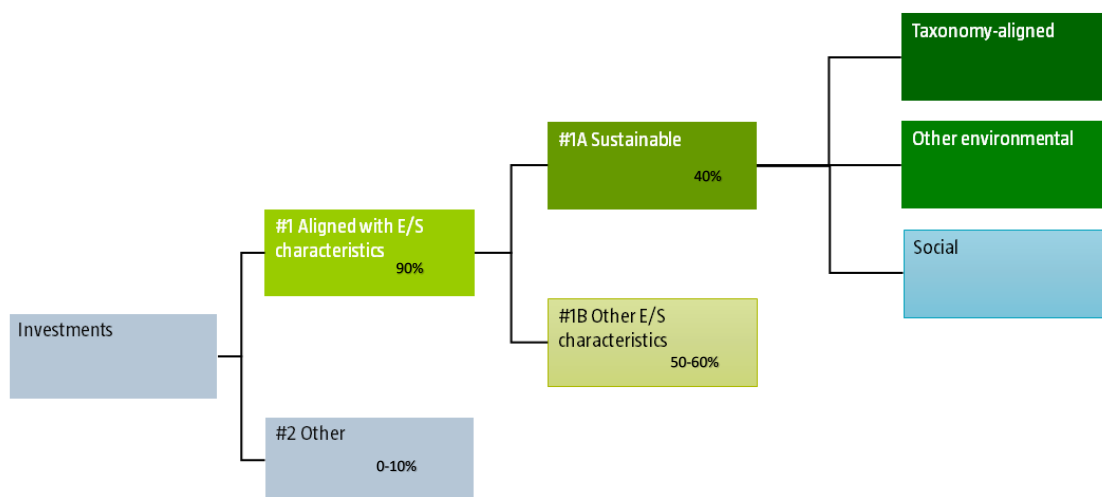 Taxonomy-aligned
#1A Sustainable
40%
Other environmental
#1 Aligned with E/S
characteristics
90%
Social
Investments
#1B Other E/S
characteristics
50-60%
#2 Other
0-10%